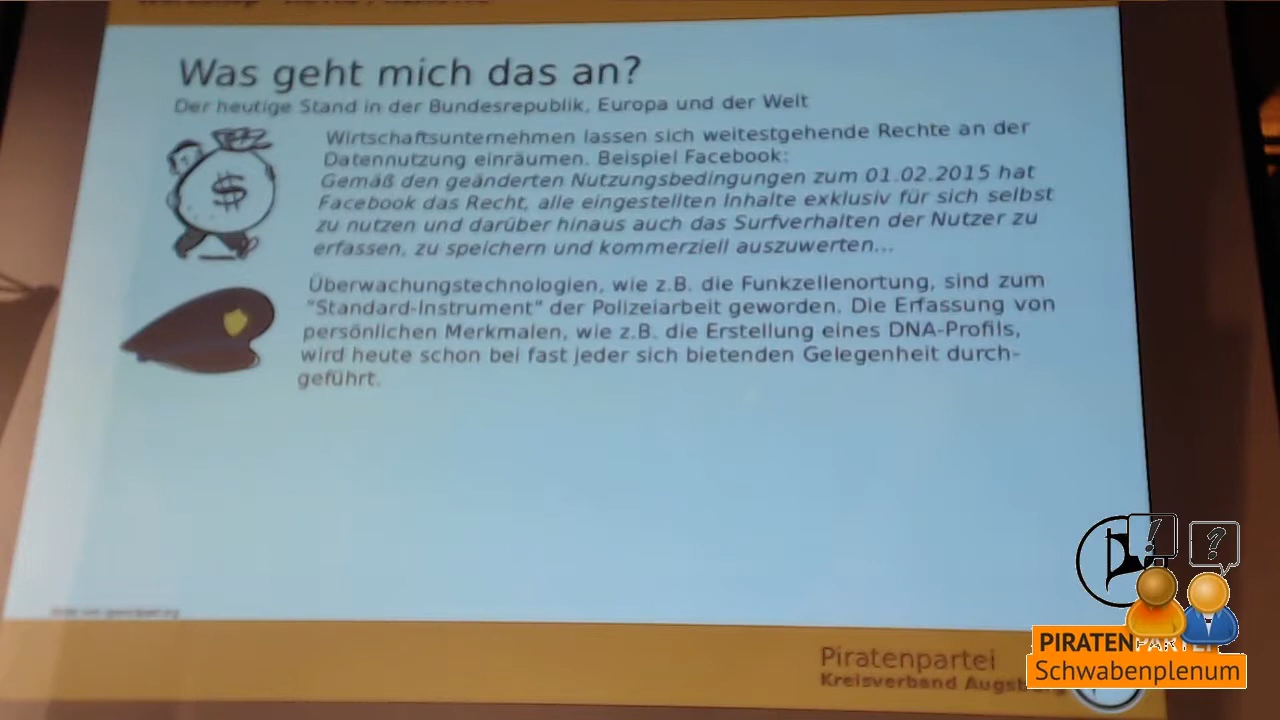 Was geht mich das an?
Der heutige Stand in der Bundesrepublik, Europa und der Welt
Wirtschaftsunternehmen lassen sich weitestgehende Rechte an der
Datennutzung einräumen. Beispiel Facebook:
Gemäß den geänderten Nutzungsbedingungen zum 01.02.2015 hat
Facebook das Recht, alle eingestellten Inhalte exklusiv für sich selbst
zu nutzen und darüber hinaus auch das Surfverhalten der Nutzer zu
erfassen, zu speichern und kommerziell auszuwerten...
$
Überwachungstechnologien, wie z.B. die Funkzellenortung, sind zum
"Standard-Instrument" der Polizeiarbeit geworden. Die Erfassung von
persönlichen Merkmalen, wie z.B. die Erstellung eines DNA-Profils,
wird heute schon bei fast jeder sich bietenden Gelegenheit durch-
geführt.
Piratenpartei
Kreisverband
! ?
PIRATENPARTEI
Schwabenplenum